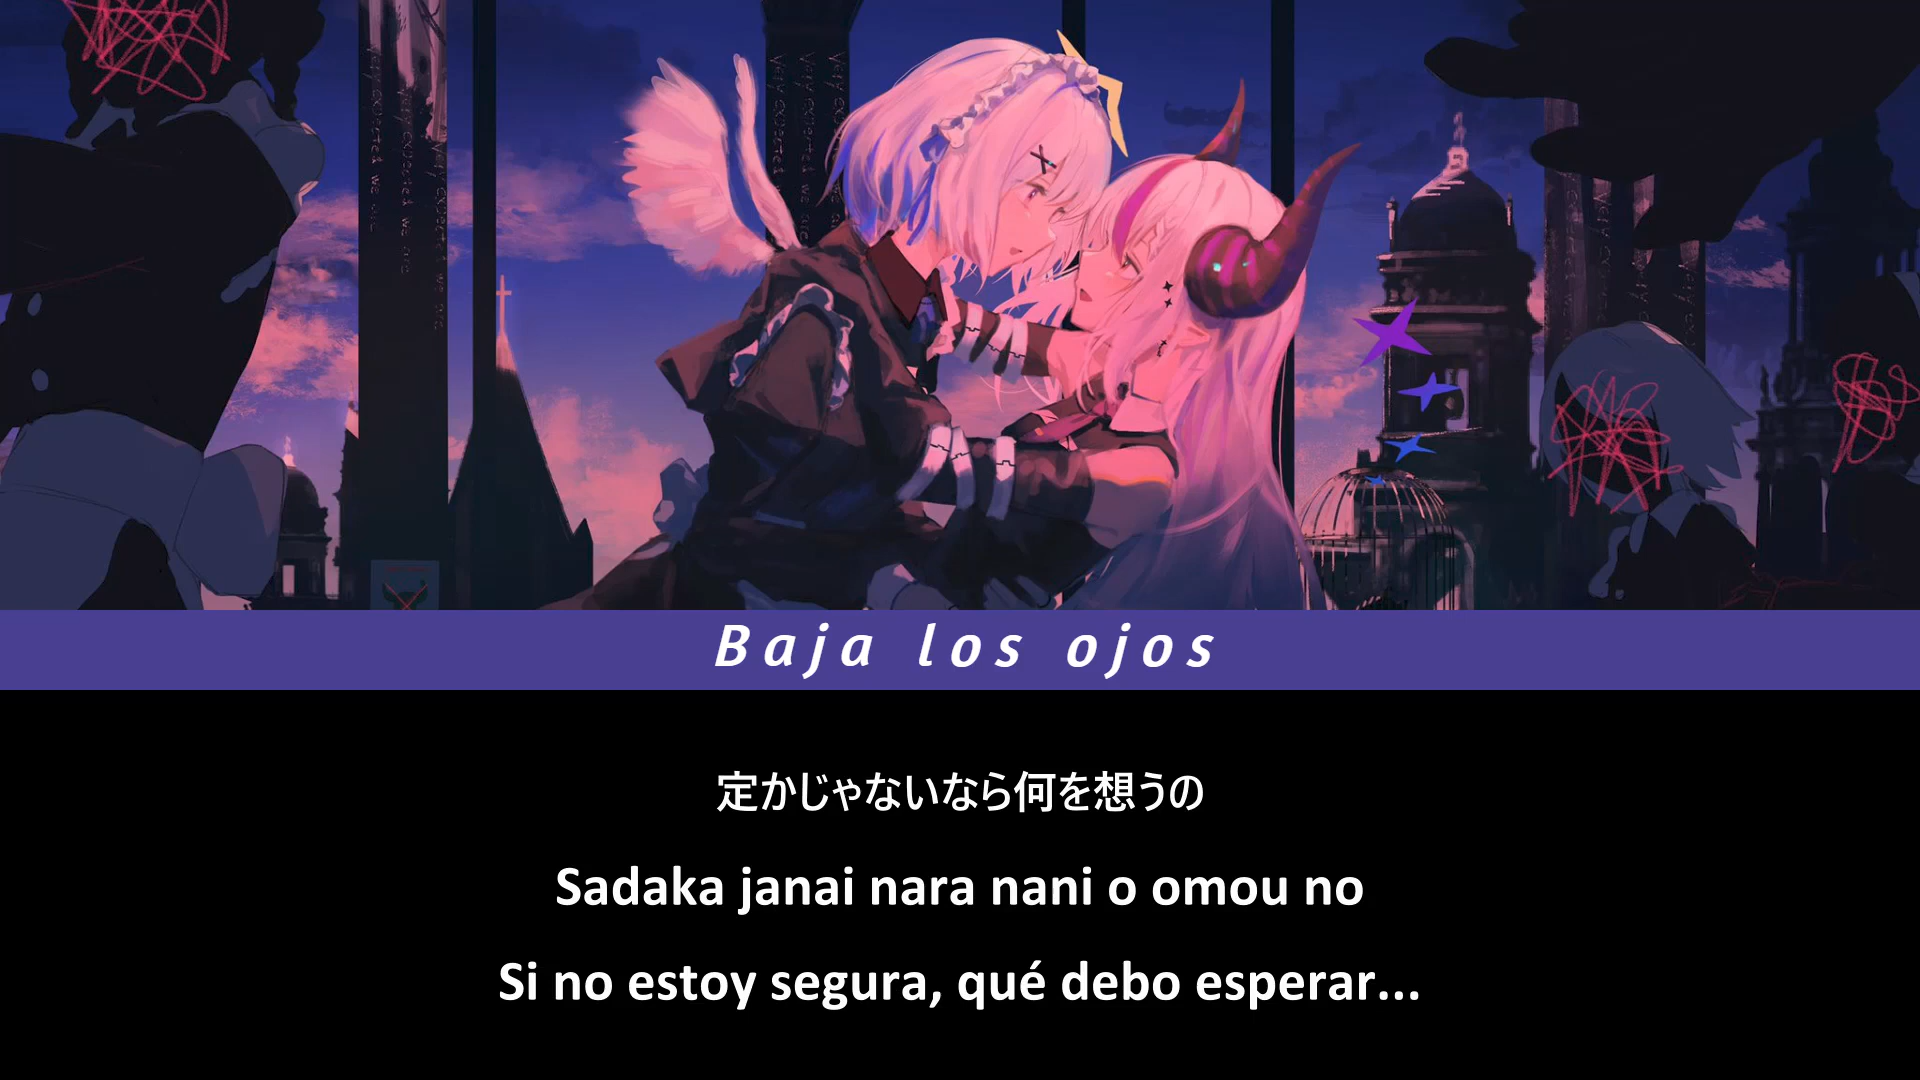 Baja los ojos
定かじゃないなら何を想うの
Sadaka janai nara nani o omou no
Si no estoy segura, qué debo esperar...